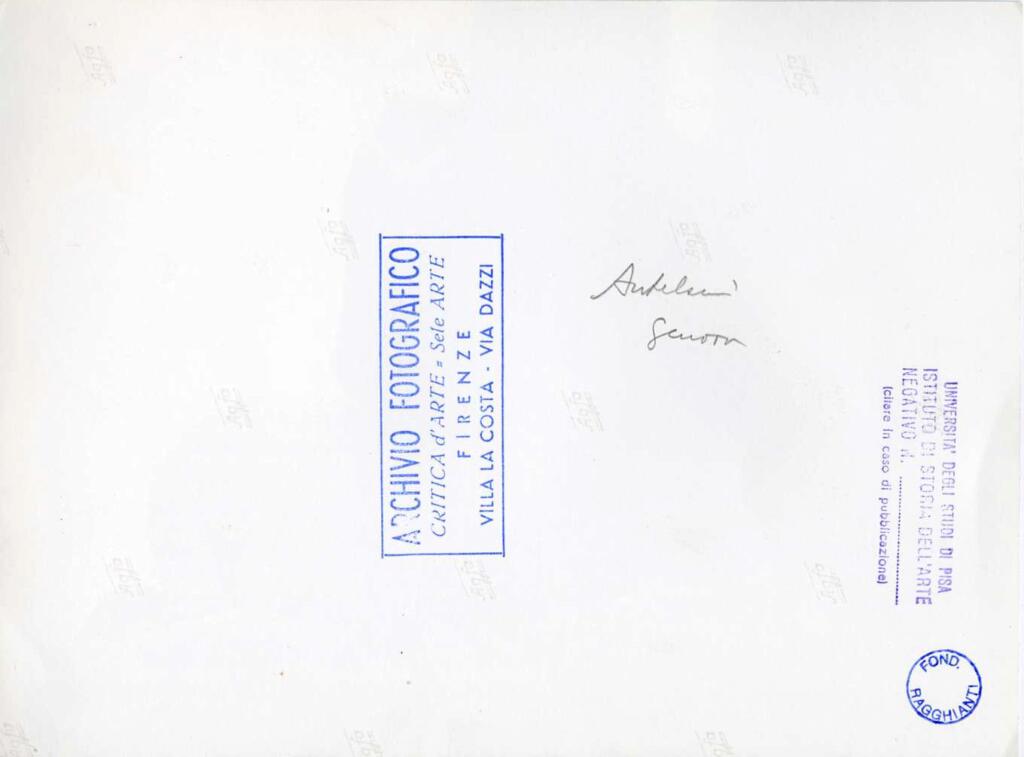 ARCHIVIO FOTOGRAFICO
CRITICA d'ARTE = Sele ARTE
FIRENZE
VILLA LA COSTA - VIA DAZZI
Genova
UNIVERSITA' DEGLI STUDI DI PISA
ISTITUTO DI STORIA DELL'ARTE
NEGATIVO N. ....................
(citare in caso di pubblicazione)
FOND. RAGGHIANTI
Agfa